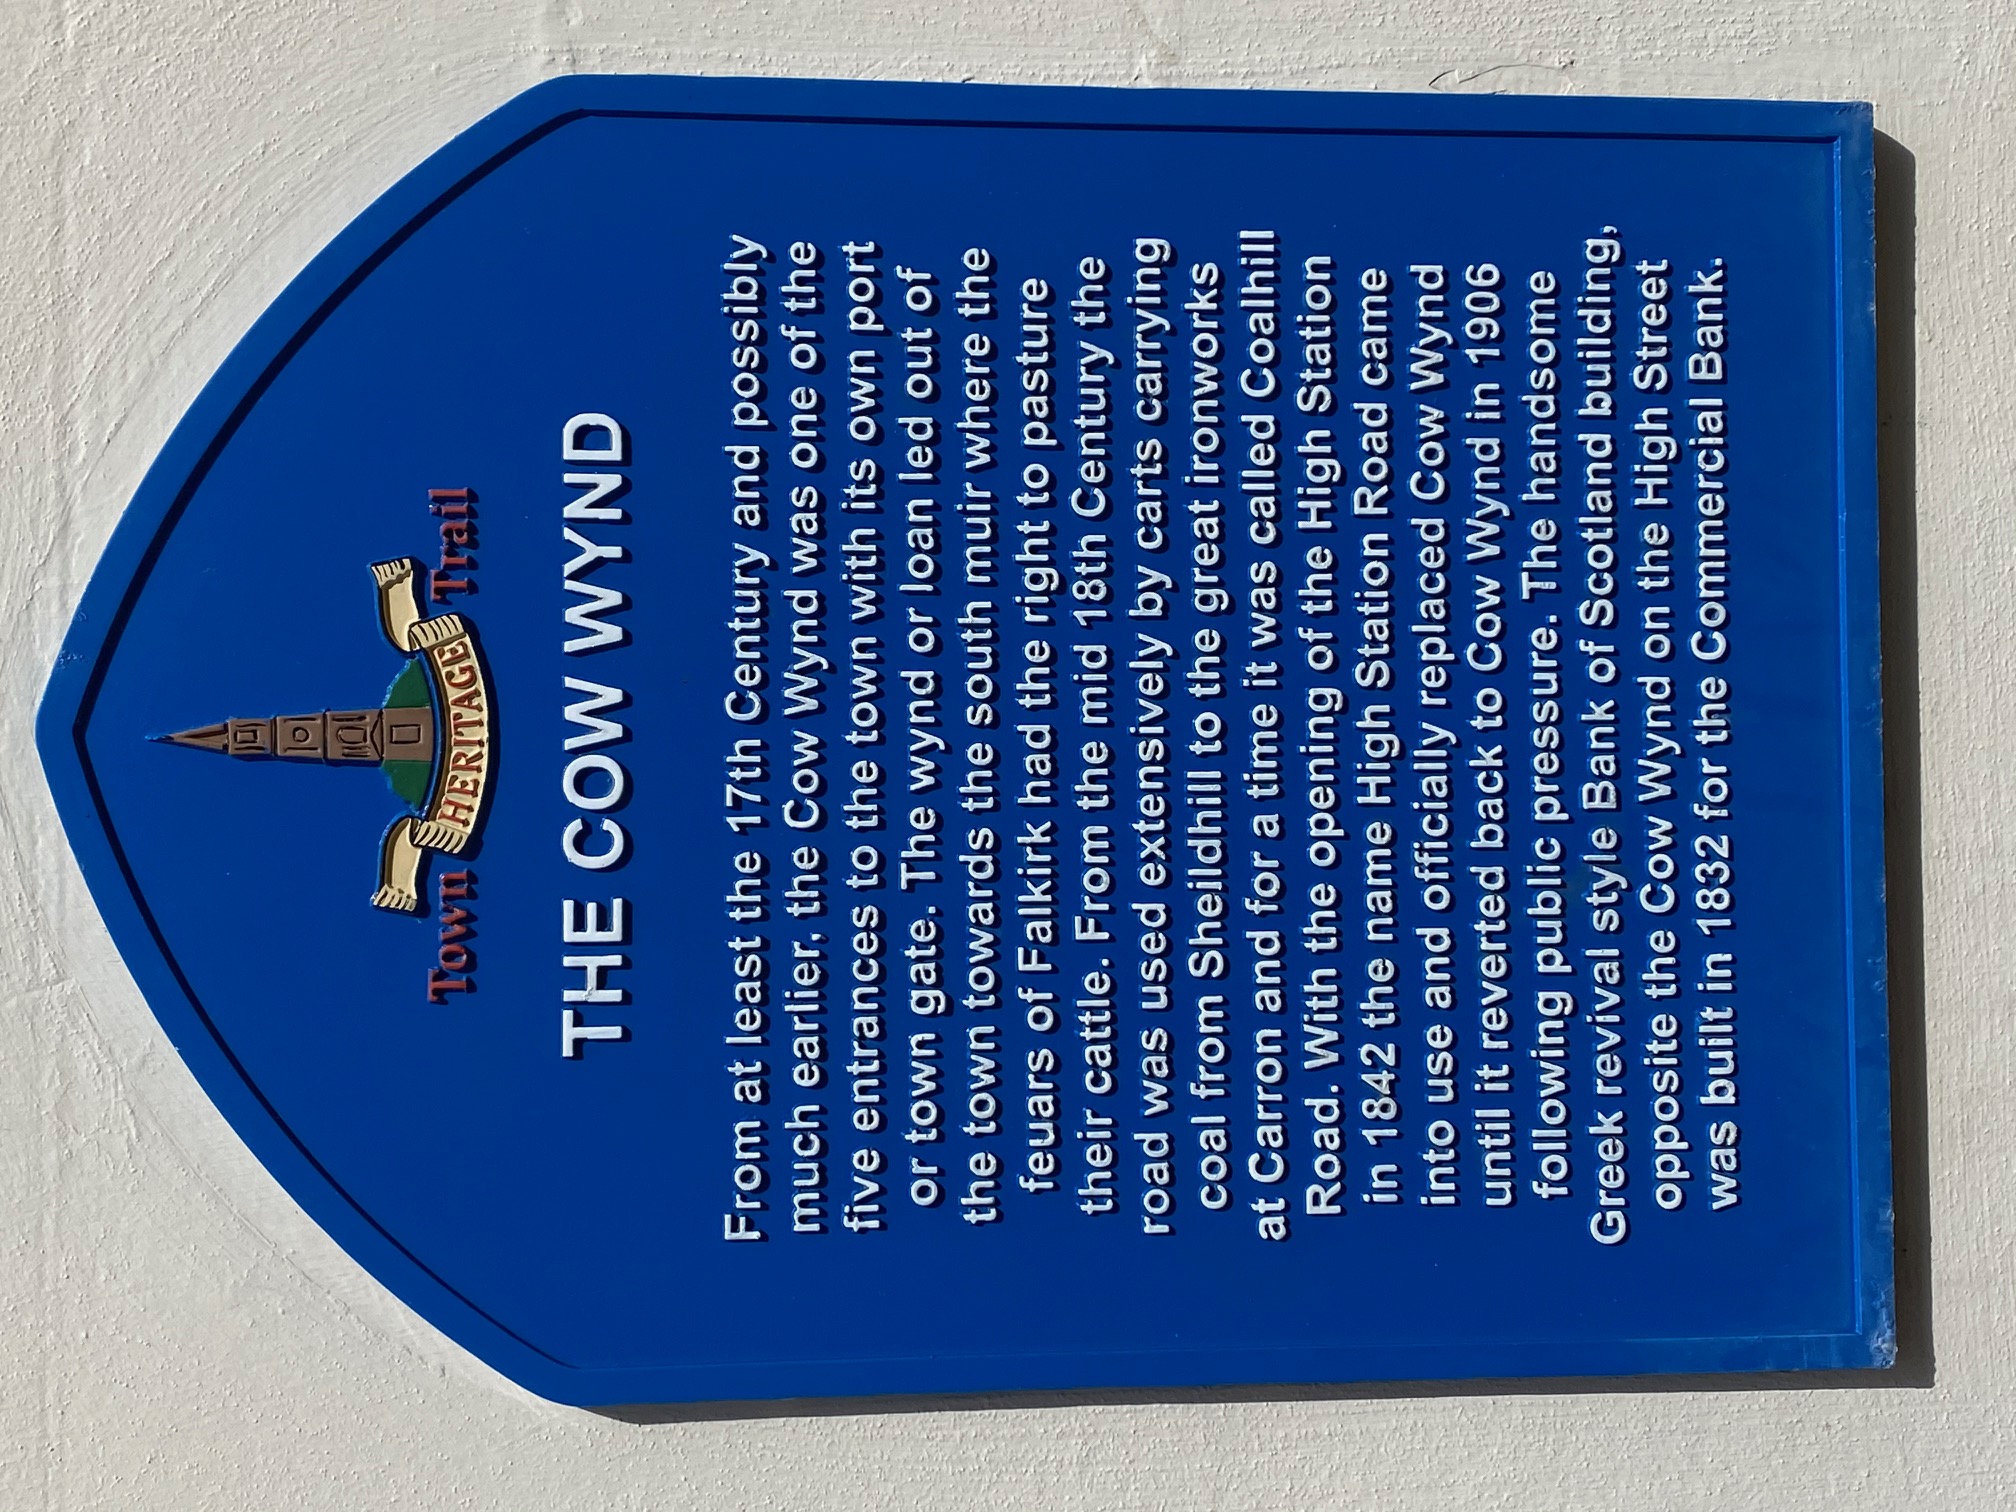 Town HERITAGE Trail
THE COW WYND
From at least the 17th Century and possibly
much earlier, the Cow Wynd was one of the
five entrances to the town with its own port
or town gate. The wynd or loan led out of
the town towards the south muir where the
feuars of Falkirk had the right to pasture
their cattle. From the mid 18th Century the
road was used extensively by carts carrying
coal from Sheildhill to the great ironworks
at Carron and for a time it was called Coalhill
Road. With the opening of the High Station
in 1842 the name High Station Road came
into use and officially replaced Cow Wynd
until it reverted back to Cow Wynd in 1906
following public pressure. The handsome
Greek revival style Bank of Scotland building,
opposite the Cow Wynd on the High Street
was built in 1832 for the Commercial Bank.